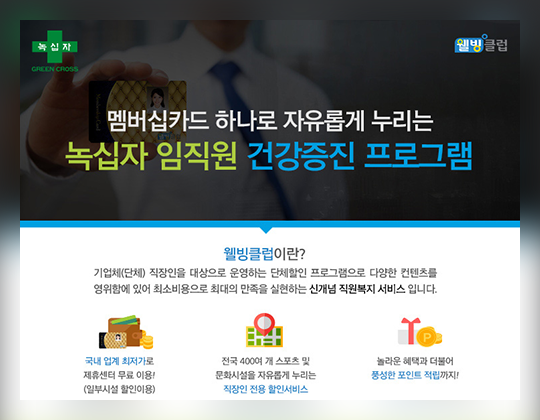 녹십자
GREEN CROSS
웰빙클럽
멤버십카드 하나로 자유롭게 누리는
녹십자 임직원 건강증진 프로그램
웰빙클럽이란?
기업체(단체) 직장인을 대상으로 운영하는 단체할인 프로그램으로 다양한 컨텐츠를
영위함에 있어 최소비용으로 최대의 만족을 실현하는 신개념 직원복지 서비스 입니다.
국내 업계 최저가로
제휴센터 무료 이용!
(일부시설 할인이용)
전국 400여 개 스포츠 및
문화시설을 자유롭게 누리는
직장인 전용 할인서비스
P
놀라운 혜택과 더불어
풍성한 포인트 적립까지!